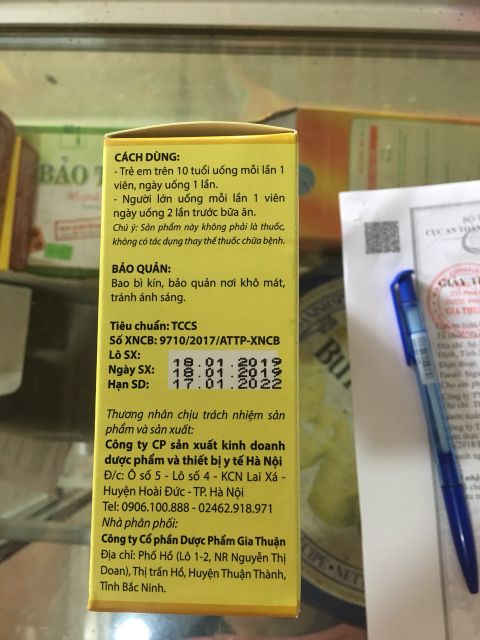 CÁCH DÙNG:
- Trẻ em trên 10 tuổi uống mỗi lần 1
viên, ngày uống 1 lần.
- Người lớn uống mỗi lần 1 viên
ngày uống 2 lần trước bữa ăn.
Chú ý: Sản phẩm này không phải là thuốc,
không có tác dụng thay thế thuốc chữa bệnh.
BẢO QUẢN:
Bao bì kín, bảo quản nơi khô mát,
tránh ánh sáng.
Tiêu chuẩn: TCCS
Số XNCB: 9710/2017/ATTP-XNCB
Lô SX: 18.01.2019
Ngày SX: 18.01.2019
Hạn SD: 17.01.2022
Thương nhân chịu trách nhiệm sản
phẩm và sản xuất:
Công ty CP sản xuất kinh doanh
dược phẩm và thiết bị y tế Hà Nội
Đ/c: Ô số 5 - Lô số 4 - KCN Lai Xá -
Huyện Hoài Đức - TP. Hà Nội
Tel: 0906.100.888 - 02462.918.971
Nhà phân phối:
Công ty Cổ phần Dược Phẩm Gia Thuận
Địa chỉ: Phố Hồ (Lô 1-2, NR Nguyễn Thị
Doan), Thị trấn Hồ, Huyện Thuận Thành,
Tỉnh Bắc Ninh.
BẢO
CỤC AN TOÀN